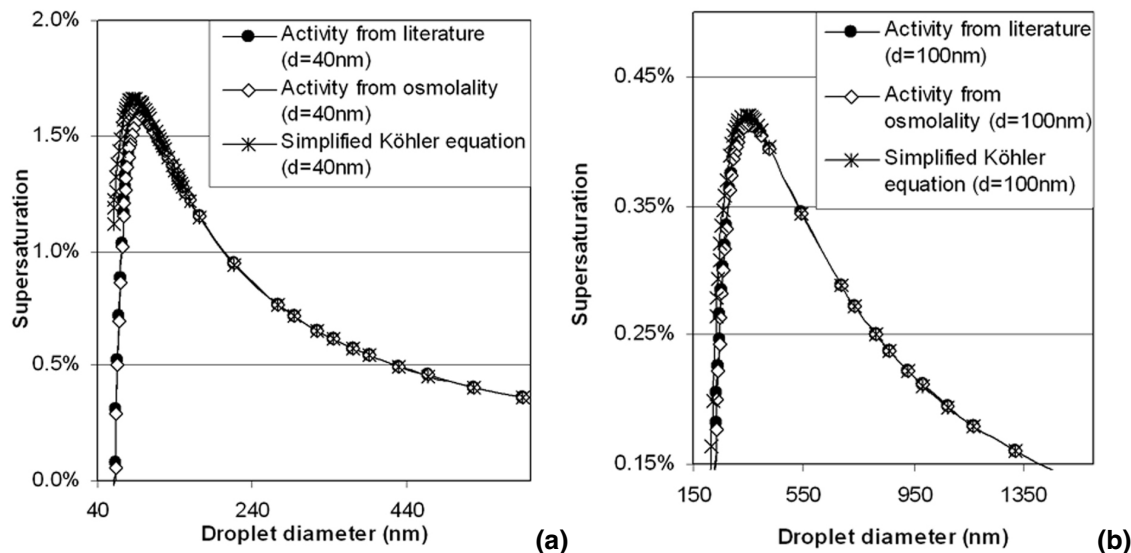 2.0%
1.5%
1.0%
0.5%
0.0%
Supersaturation
Activity from literature
(d=40nm)
Activity from osmolality
(d=40nm)
Simplified Köhler equation
(d=40nm)
40
240
440
Droplet diameter (nm)
(a)
0.45%
0.35%
0.25%
0.15%
Supersaturation
Activity from literature
(d=100nm)
Activity from
osmolality (d=100nm)
Simplified Köhler
equation (d=100nm)
150
550
950
1350
Droplet diameter (nm)
(b)